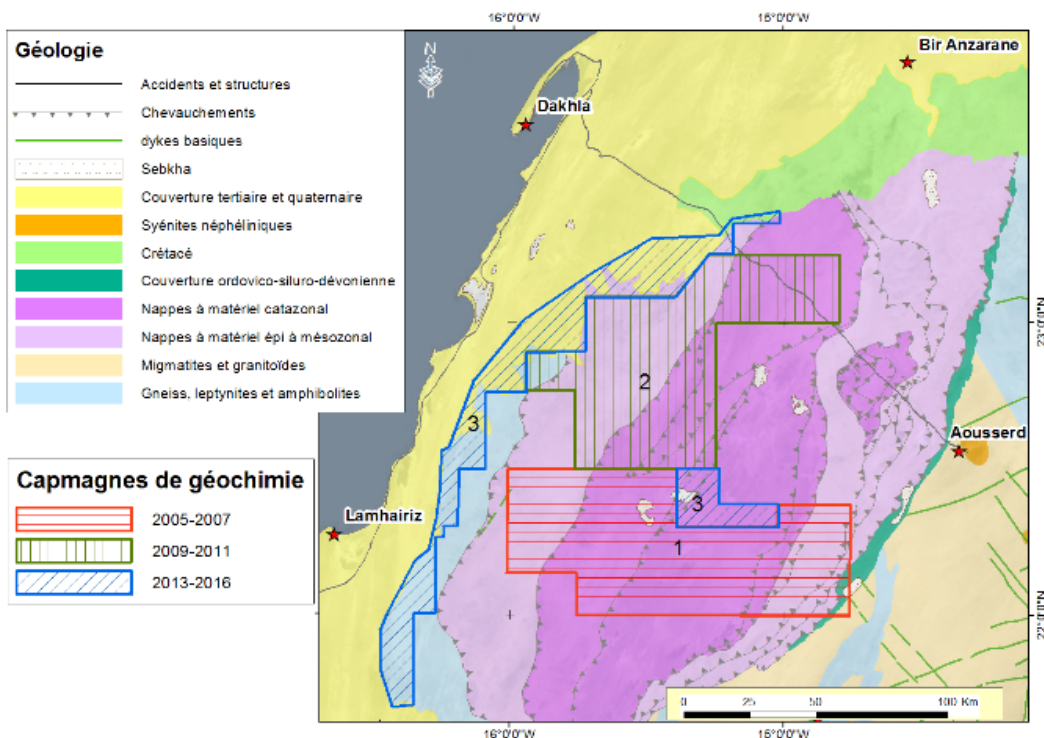 16°0'0"W
16°0'0"W
Géologie
Accidents et structures
Chevauchements
dykes basiques
Sebkha
Couverture tertiaire et quaternaire
Syénites néphéliniques
Crétacé
Couverture ordovico-siluro-dévonienne
Nappes à matériel catazonal
Nappes à matériel épi à mésozonal
Migmatites et granitoïdes
Gneiss, leptynites et amphibolites
Capmagnes de géochimie
2005-2007
2009-2011
2013-2016
N
Bir Anzarane
Dakhla
23°0'0"N
2
3
Aousserd
3
Lamhairiz
1
22°0'0"N
0 25 50 100 Km
16°0'0"W
16°0'0"W